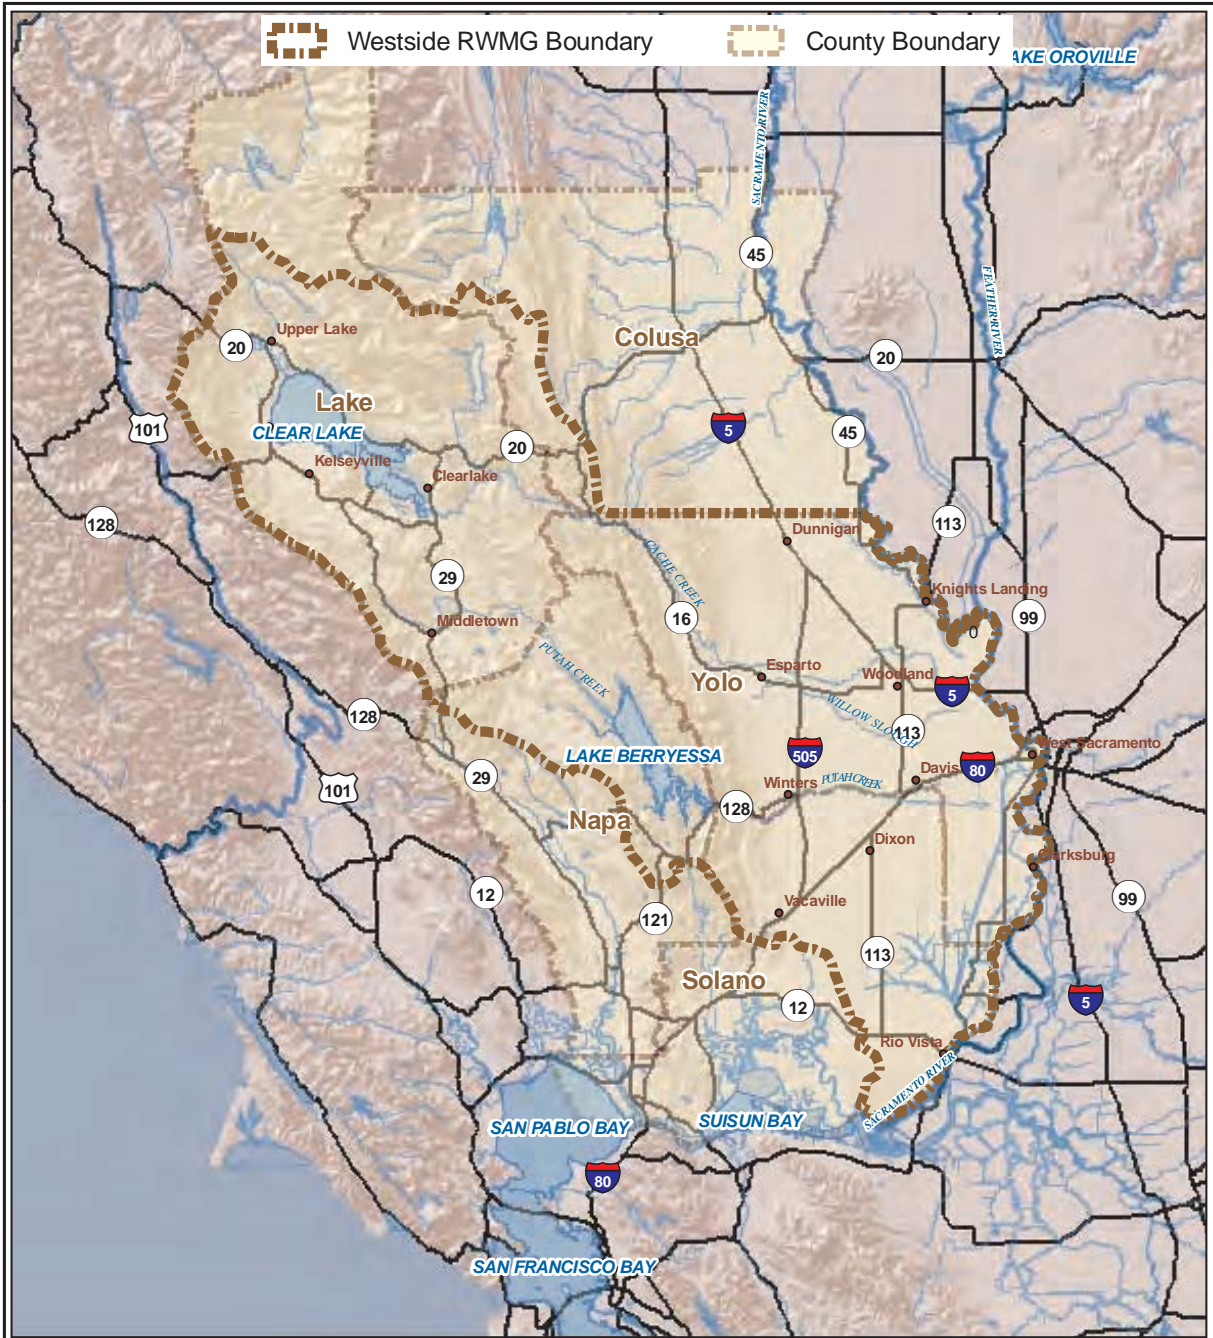 Westside RWMG Boundary
County Boundary
AKE OROVILLE
SACRAMENTO RIVER
45
FEATHER RIVER
Upper Lake
20
Colusa
20
Lake
101
CLEAR LAKE
5
45
20
Kelseyville
Clearlake
128
113
Dunnigan
CACHE CREEK
29
Knights Landing
16
99
0
Middletown
PUTAH CREEK
Esparto
Woodland
Yolo
5
WILLOW SLOUGH
128
113
West Sacramento
LAKE BERRYESSA
505
80
29
Davis
101
Winters
PUTAH CREEK
128
Napa
Dixon
Clarksburg
12
99
121
Vacaville
113
Solano
12
5
Rio Vista
SACRAMENTO RIVER
SAN PABLO BAY
SUISUN BAY
80
SAN FRANCISCO BAY